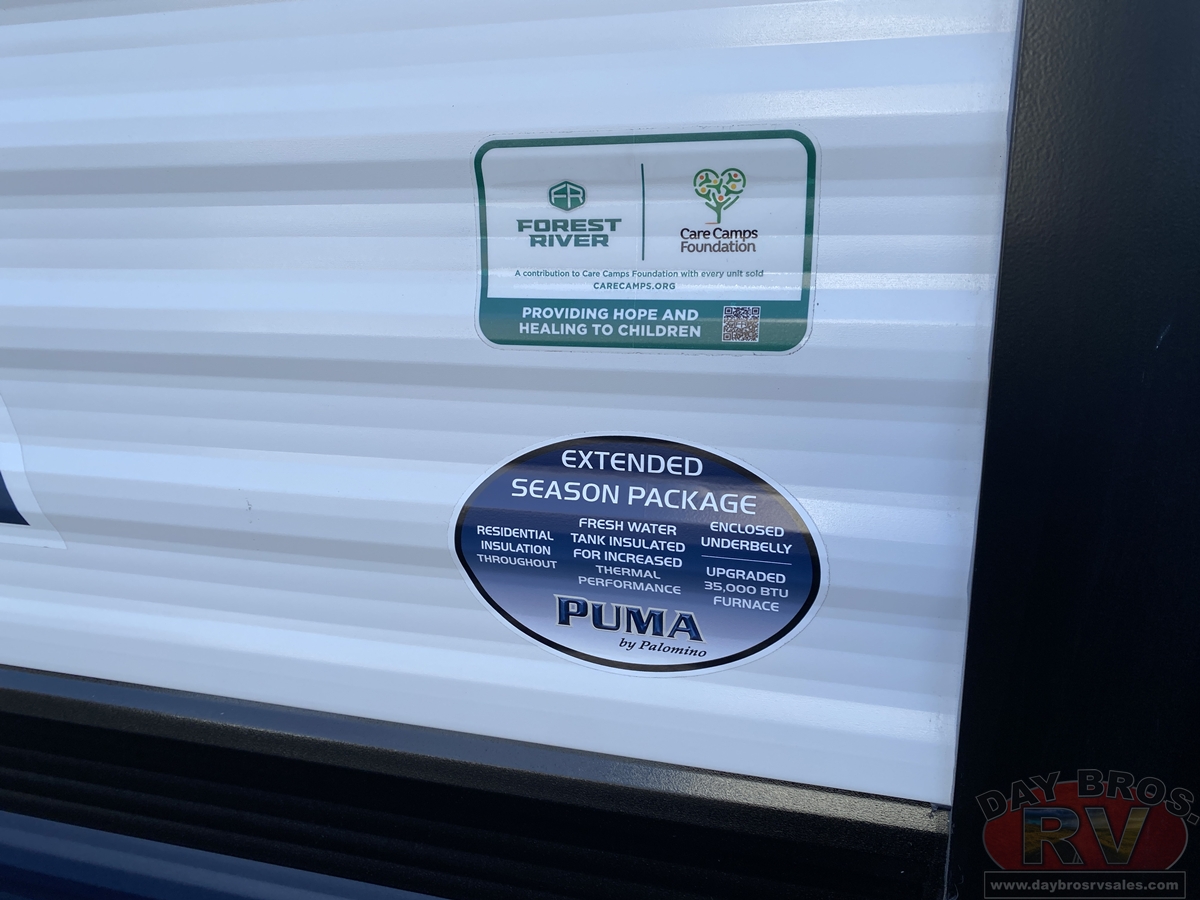 FR
FOREST
RIVER
Care Camps
Foundation
A contribution to Care Camps Foundation with every unit sold
CARECAMPS.ORG
PROVIDING HOPE AND
HEALING TO CHILDREN
EXTENDED
SEASON PACKAGE
RESIDENTIAL
INSULATION
THROUGHOUT
FRESH WATER
TANK INSULATED
FOR INCREASED
THERMAL
PERFORMANCE
ENCLOSED
UNDERBELLY
UPGRADED
35,000 BTU
FURNACE
PUMA
by Palomino
DAY BROS.
RV
www.daybrosrvsales.com